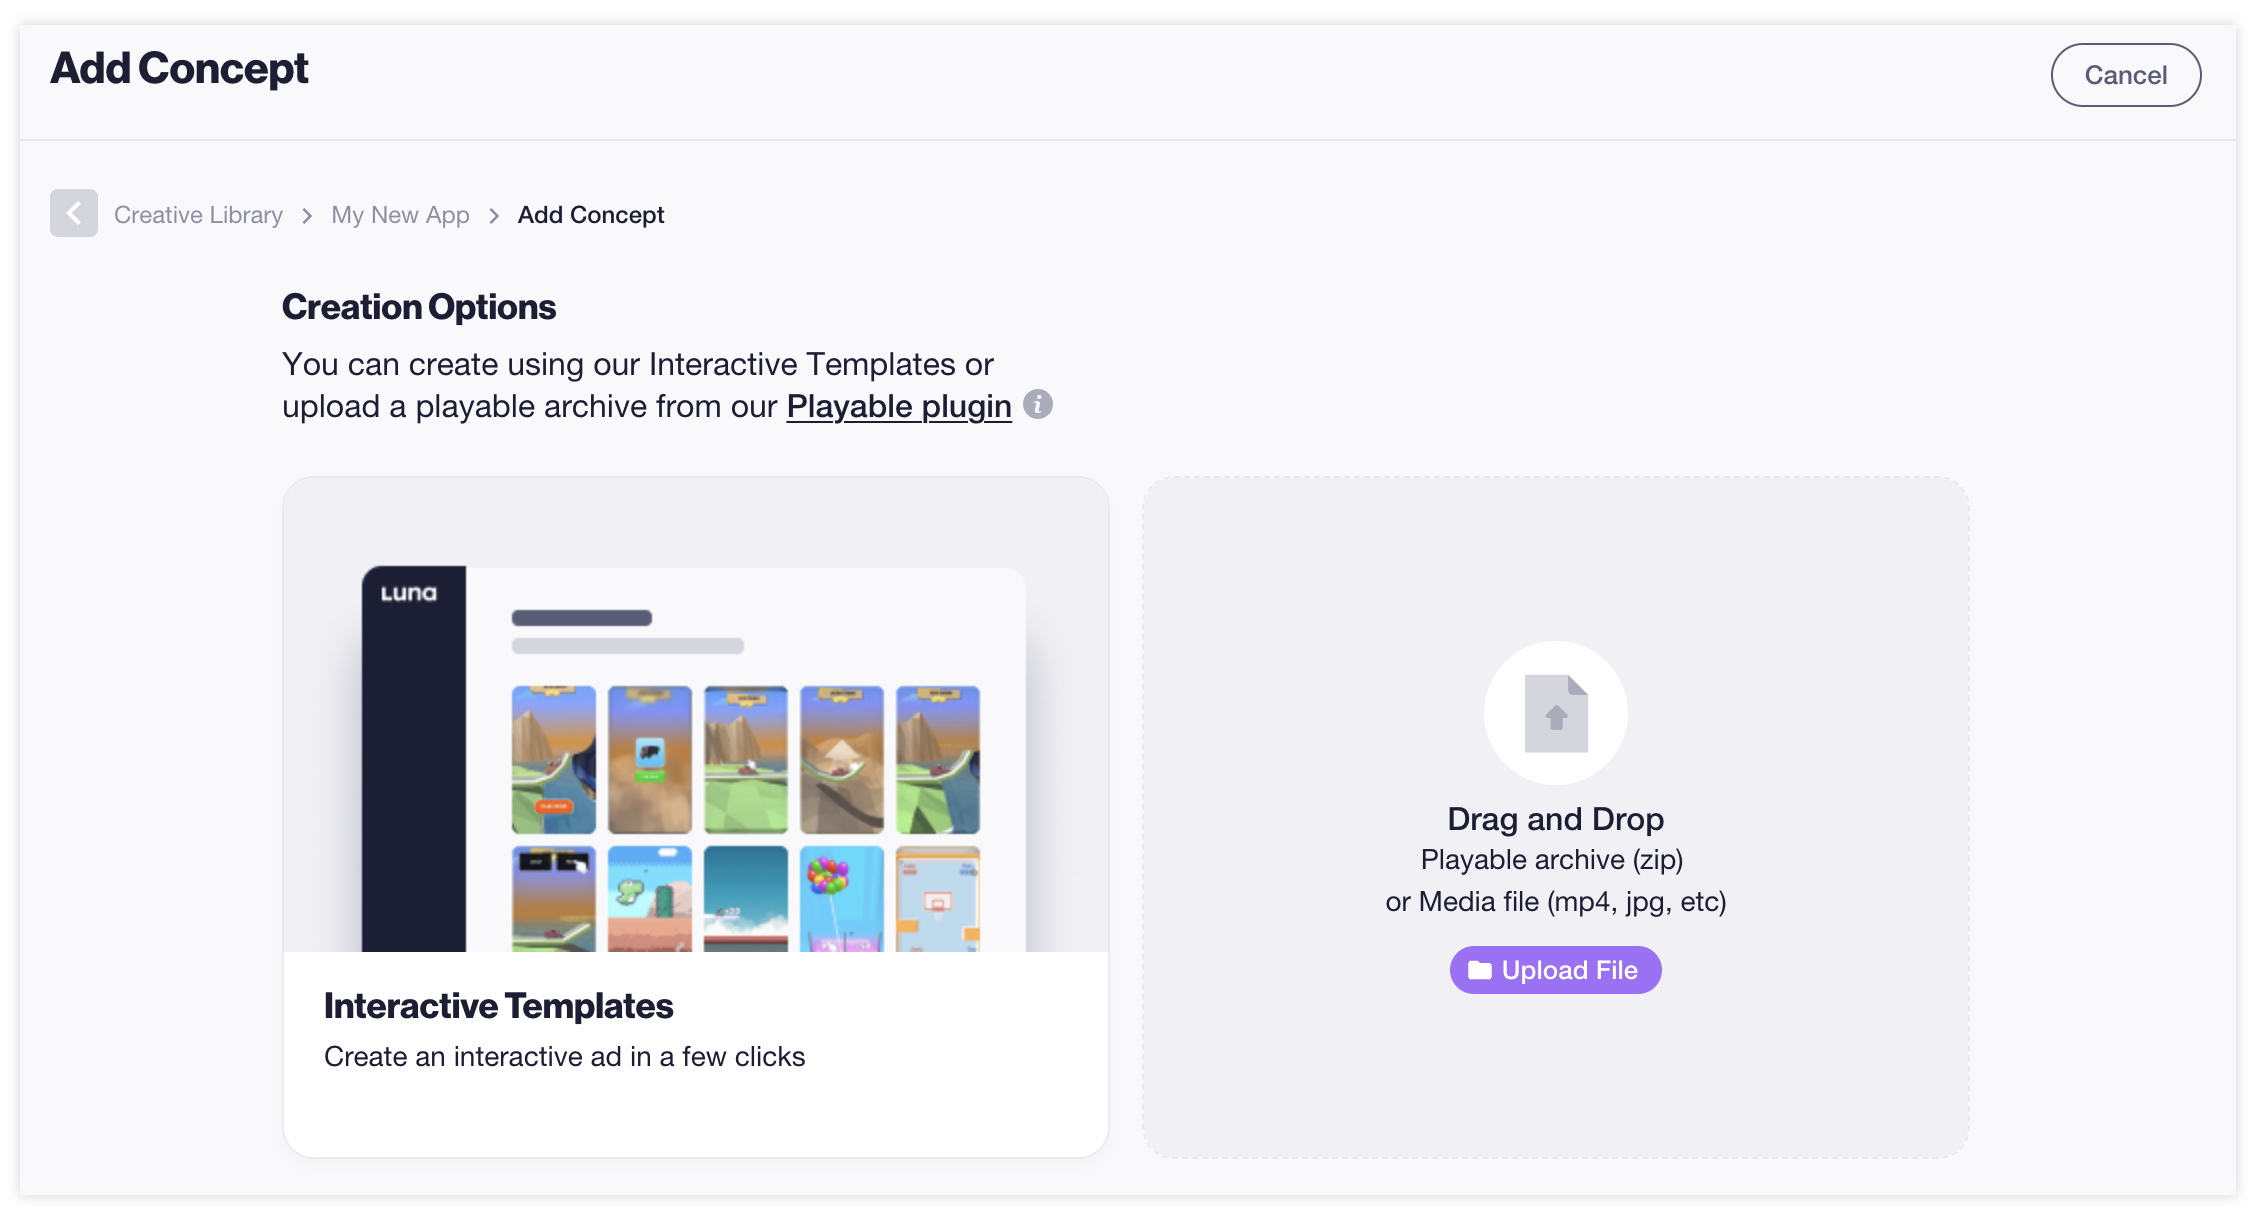 Add Concept
Cancel
Creative Library > My New App > Add Concept
Creation Options
You can create using our Interactive Templates or
upload a playable archive from our Playable plugin
Luna
Interactive Templates
Create an interactive ad in a few clicks
Drag and Drop
Playable archive (zip)
or Media file (mp4, jpg, etc)
Upload File